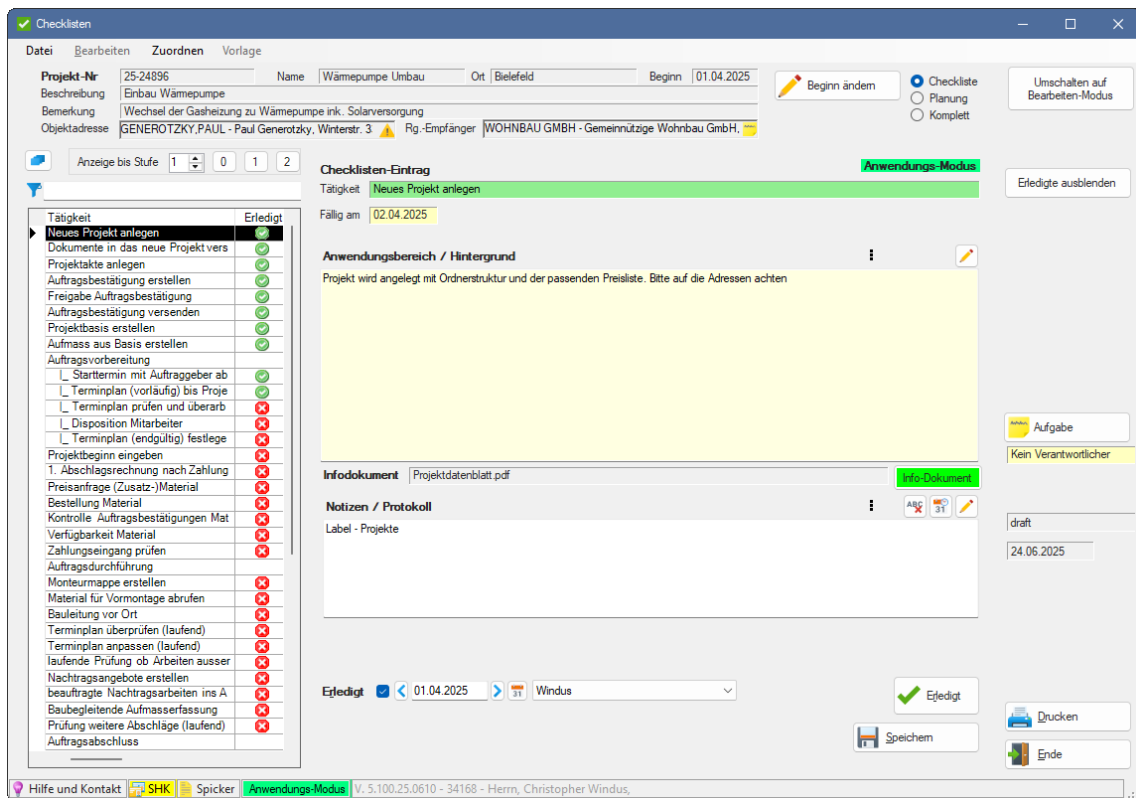 Checklisten
Datei Bearbeiten Zuordnen Vorlage
Projekt-Nr 25-24896 Name Wärmepumpe Umbau Ort Bielefeld Beginn 01.04.2025
Beschreibung Einbau Wärmepumpe
Bemerkung Wechsel der Gasheizung zu Wärmepumpe ink. Solarversorgung
Objektadresse GENEROTZKY,PAUL - Paul Generotzky, Winterstr. 3 Rg.-Empfänger WOHNBAU GMBH - Gemeinnützige Wohnbau GmbH,
Beginn ändern
Checkliste
Planung
Komplett
Umschalten auf
Bearbeiten-Modus
Anzeige bis Stufe 1 0 1 2
Tätigkeit Erledigt
Neues Projekt anlegen
Dokumente in das neue Projekt vers
Projektakte anlegen
Auftragsbestätigung erstellen
Freigabe Auftragsbestätigung
Auftragsbestätigung versenden
Projektbasis erstellen
Aufmass aus Basis erstellen
Auftragsvorbereitung
|_ Starttermin mit Auftraggeber ab
|_ Terminplan (vorläufig) bis Proje
|_ Terminplan prüfen und überarb
|_ Disposition Mitarbeiter
|_ Terminplan (endgültig) festlege
Projektbeginn eingeben
1. Abschlagsrechnung nach Zahlung
Preisanfrage (Zusatz-)Material
Bestellung Material
Kontrolle Auftragsbestätigungen Mat
Verfügbarkeit Material
Zahlungseingang prüfen
Auftragsdurchführung
Monteurmappe erstellen
Material für Vormontage abrufen
Bauleitung vor Ort
Terminplan überprüfen (laufend)
Terminplan anpassen (laufend)
laufende Prüfung ob Arbeiten ausser
Nachtragsangebote erstellen
beauftragte Nachtragsarbeiten ins A
Baubegleitende Aufmasserfassung
Prüfung weitere Abschläge (laufend)
Auftragsabschluss
Checklisten-Eintrag Anwendungs-Modus
Tätigkeit Neues Projekt anlegen
Fällig am 02.04.2025
Anwendungsbereich / Hintergrund
Projekt wird angelegt mit Ordnerstruktur und der passenden Preisliste. Bitte auf die Adressen achten
Infodokument Projektdatenblatt.pdf Info-Dokument
Notizen / Protokoll ABC 31
Label - Projekte
Erledigt 01.04.2025 31 Windus
Erledigt
Speichern
Erledigte ausblenden
Aufgabe
Kein Verantwortlicher
draft
24.06.2025
Drucken
Ende
Hilfe und Kontakt SHK Spicker Anwendungs-Modus V. 5.100.25.0610 - 34168 - Herrn, Christopher Windus,